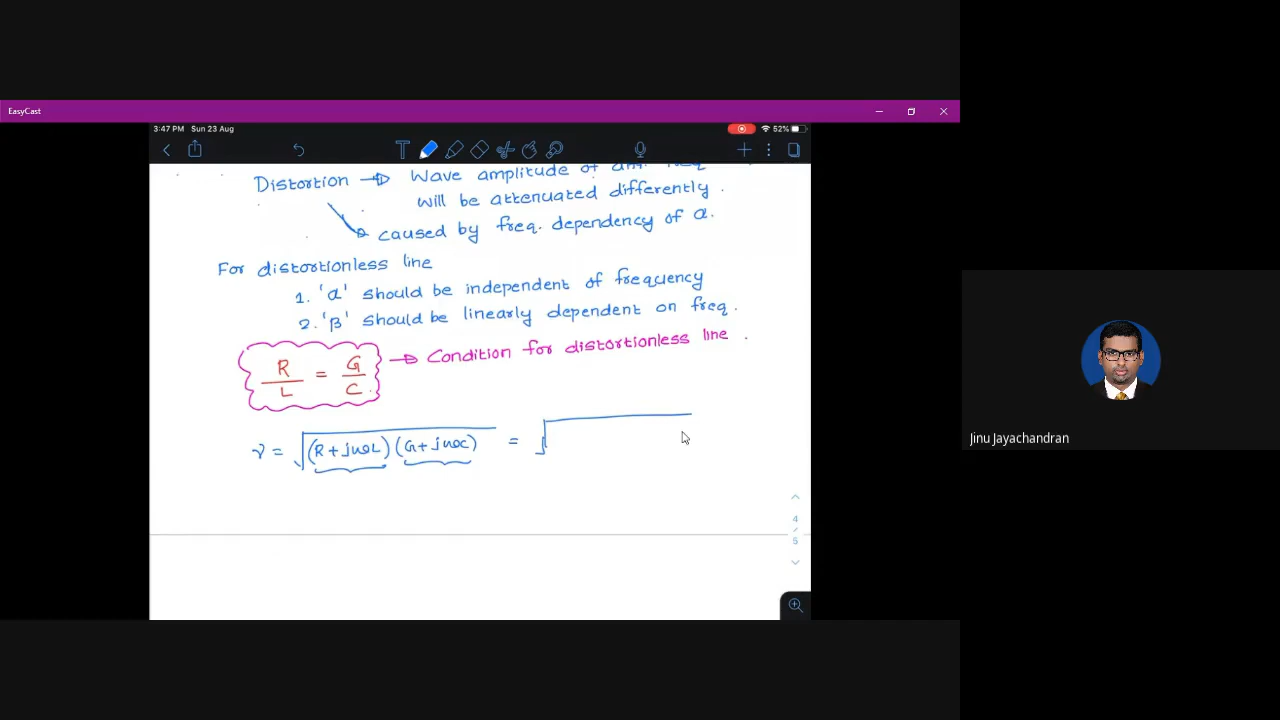 EasyCast
3:47 PM Sun 23 Aug
52%
T
Distortion → Wave amplitude of
will be attenuated differently.
caused by freq. dependency of α.
For distortionless line
1. 'α' should be independent of frequency
2. 'β' should be linearly dependent on freq.
R/L = G/C → Condition for distortionless line.
γ = √(R+jωL)(G+jωC) = √
4
/
5
Jinu Jayachandran